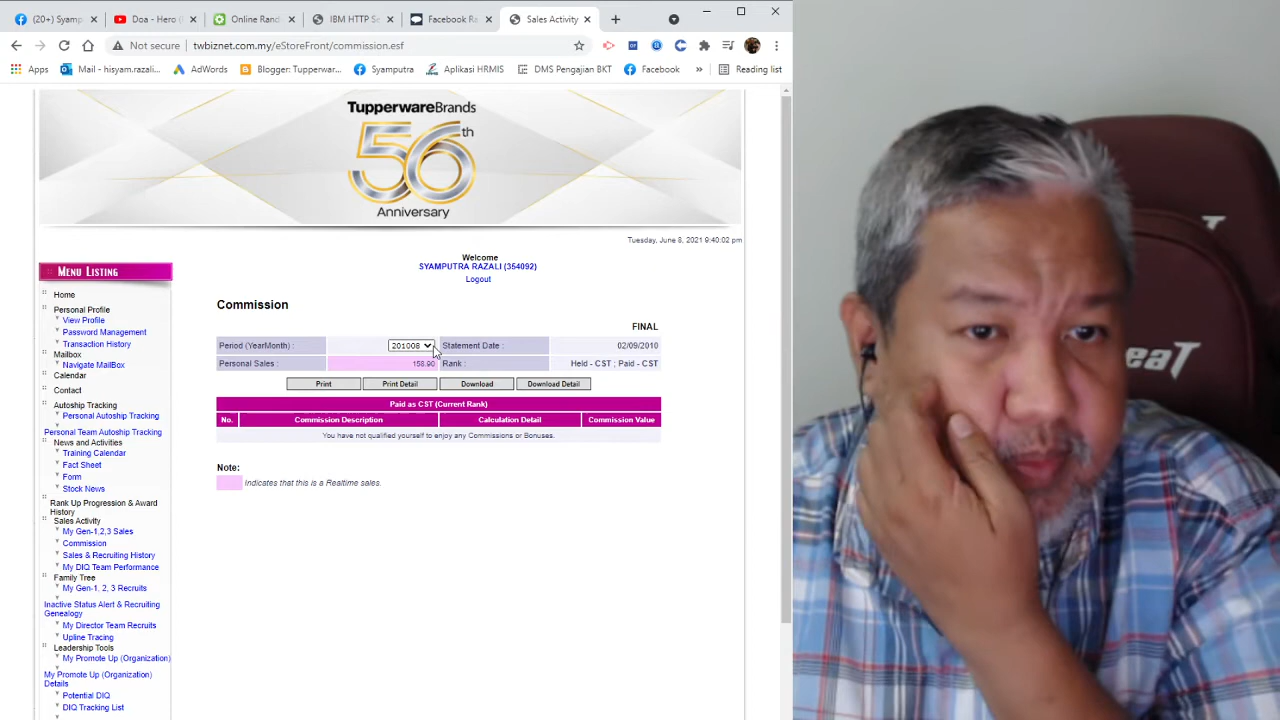 (20+) Syamp
Doa - Hero (
Online Rand
IBM HTTP Se
Facebook Ra
Sales Activity
Not secure
twbiznet.com.my/eStoreFront/commission.esf
Apps
Mail - hisyam.razali...
AdWords
Blogger: Tupperwar...
Syamputra
Aplikasi HRMIS
DMS Pengajian BKT
Facebook
»
Reading list
TupperwareBrands
56th
Anniversary
Tuesday, June 8, 2021 9:40:02 pm
Welcome
SYAMPUTRA RAZALI (354092)
Logout
MENU LISTING
Home
Personal Profile
View Profile
Password Management
Transaction History
Mailbox
Navigate MailBox
Calendar
Contact
Autoship Tracking
Personal Autoship Tracking
Personal Team Autoship Tracking
News and Activities
Training Calendar
Fact Sheet
Form
Stock News
Rank Up Progression & Award
History
Sales Activity
My Gen-1,2,3 Sales
Commission
Sales & Recruiting History
My DIQ Team Performance
Family Tree
My Gen-1, 2, 3 Recruits
Inactive Status Alert & Recruiting
Genealogy
My Director Team Recruits
Upline Tracing
Leadership Tools
My Promote Up (Organization)
My Promote Up (Organization)
Details
Potential DIQ
DIQ Tracking List
Commission
FINAL
Period (YearMonth) : 201008 Statement Date : 02/09/2010
Personal Sales : 158.90 Rank : Held - CST ; Paid - CST
Print Print Detail Download Download Detail
Paid as CST (Current Rank)
No. Commission Description Calculation Detail Commission Value
You have not qualified yourself to enjoy any Commissions or Bonuses.
Note:
Indicates that this is a Realtime sales.